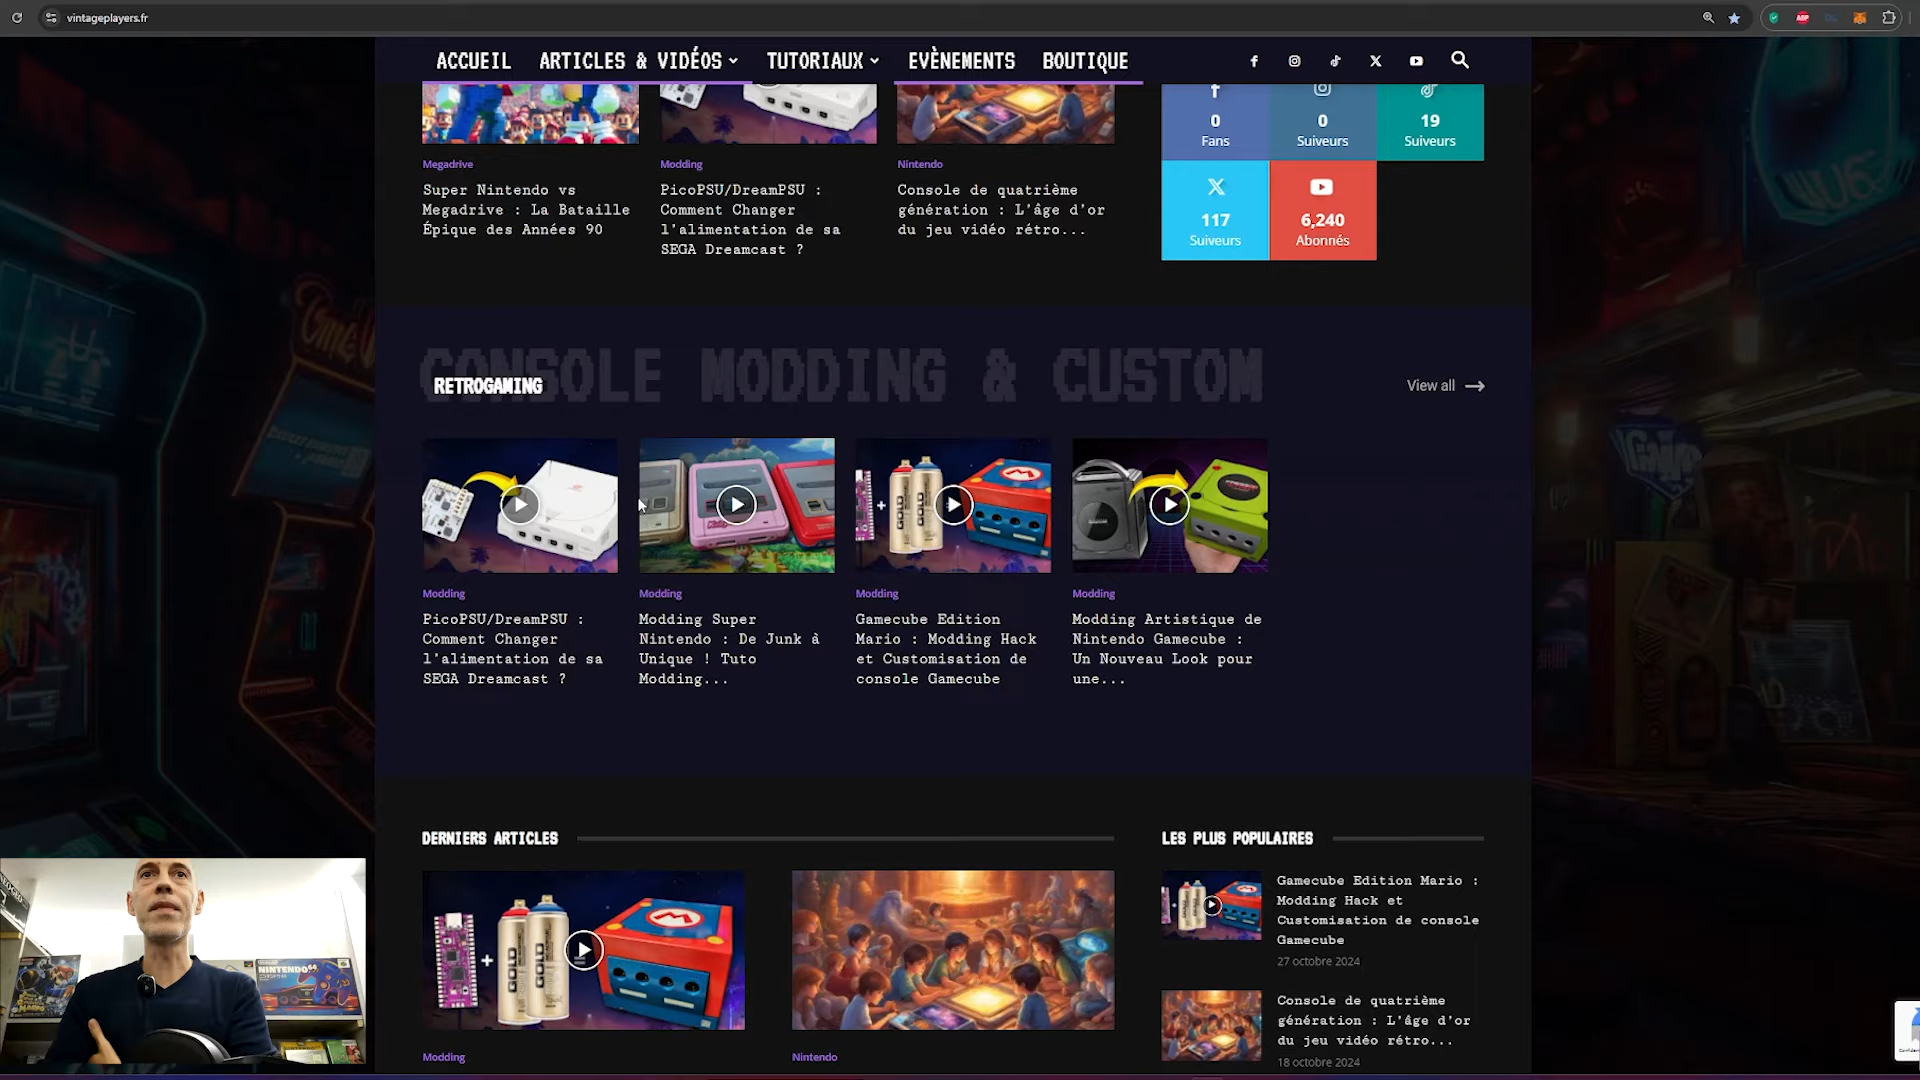 vintageplayers.fr
ABP
ACCUEIL
ARTICLES & VIDÉOS
TUTORIAUX
EVÈNEMENTS
BOUTIQUE
Megadrive
Super Nintendo vs
Megadrive : La Bataille
Épique des Années 90
Modding
PicoPSU/DreamPSU :
Comment Changer
l'alimentation de sa
SEGA Dreamcast ?
Nintendo
Console de quatrième
génération : L'âge d'or
du jeu vidéo rétro...
0
Fans
0
Suiveurs
19
Suiveurs
117
Suiveurs
6,240
Abonnés
CONSOLE MODDING & CUSTOM
RETROGAMING
View all
Modding
PicoPSU/DreamPSU :
Comment Changer
l'alimentation de sa
SEGA Dreamcast ?
Modding
Modding Super
Nintendo : De Junk à
Unique ! Tuto
Modding...
GOLD
GOLD
Modding
Gamecube Edition
Mario : Modding Hack
et Customisation de
console Gamecube
Modding
Modding Artistique de
Nintendo Gamecube :
Un Nouveau Look pour
une...
DERNIERS ARTICLES
GOLD
GOLD
Modding
Nintendo
LES PLUS POPULAIRES
Gamecube Edition Mario :
Modding Hack et
Customisation de console
Gamecube
27 octobre 2024
Console de quatrième
génération : L'âge d'or
du jeu vidéo rétro...
18 octobre 2024
NINTENDO64